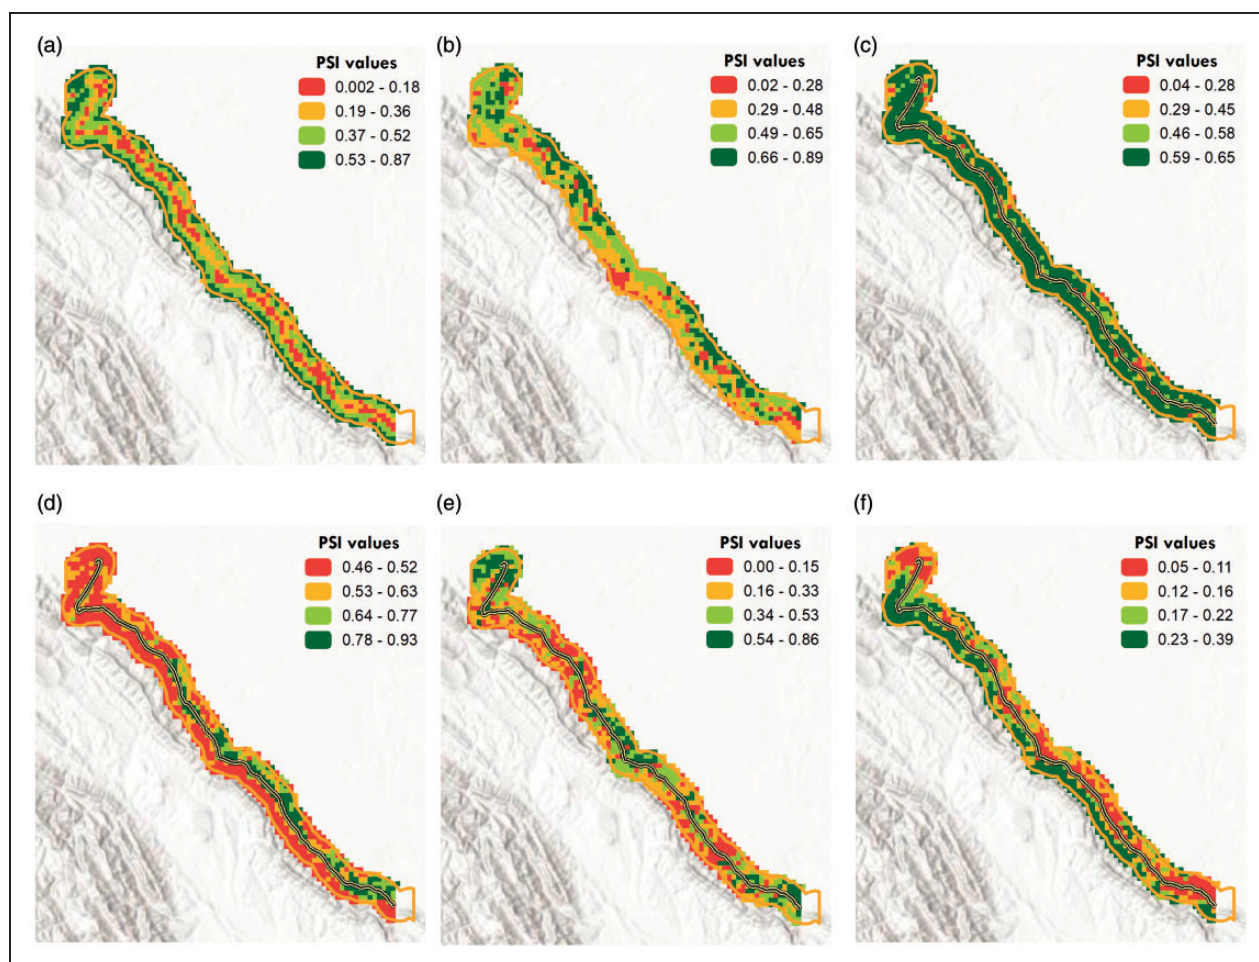 (a)
PSI values
0.002 - 0.18
0.19 - 0.36
0.37 - 0.52
0.53 - 0.87
(b)
PSI values
0.02 - 0.28
0.29 - 0.48
0.49 - 0.65
0.66 - 0.89
(c)
PSI values
0.04 - 0.28
0.29 - 0.45
0.46 - 0.58
0.59 - 0.65
(d)
PSI values
0.46 - 0.52
0.53 - 0.63
0.64 - 0.77
0.78 - 0.93
(e)
PSI values
0.00 - 0.15
0.16 - 0.33
0.34 - 0.53
0.54 - 0.86
(f)
PSI values
0.05 - 0.11
0.12 - 0.16
0.17 - 0.22
0.23 - 0.39